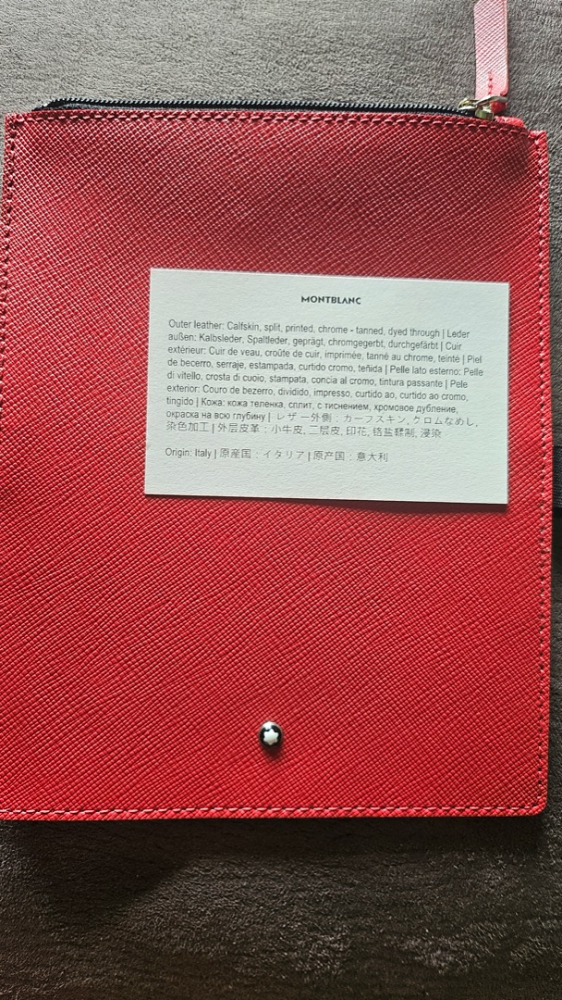 MONTBLANC
Outer leather: Calfskin, split, printed, chrome - tanned, dyed through | Leder
außen: Kalbsleder, Spaltleder, geprägt, chromgegerbt, durchgefärbt | Cuir
extérieur: Cuir de veau, croûte de cuir, imprimée, tanné au chrome, teinté | Piel
de becerro, serraje, estampada, curtido cromo, teñida | Pelle lato esterno: Pelle
di vitello, crosta di cuoio, stampata, concia al cromo, tintura passante | Pele
exterior: Couro de bezerro, dividido, impresso, curtido ao, curtido ao cromo,
tingido | Кожа: кожа теленка, сплит, с тиснением, хромовое дубление,
окраска на всю глубину | レザー外側：カーフスキン, クロムなめし,
染色加工 | 外层皮革：小牛皮, 二层皮, 印花, 铬盐鞣制, 浸染
Origin: Italy | 原産国：イタリア | 原产国：意大利